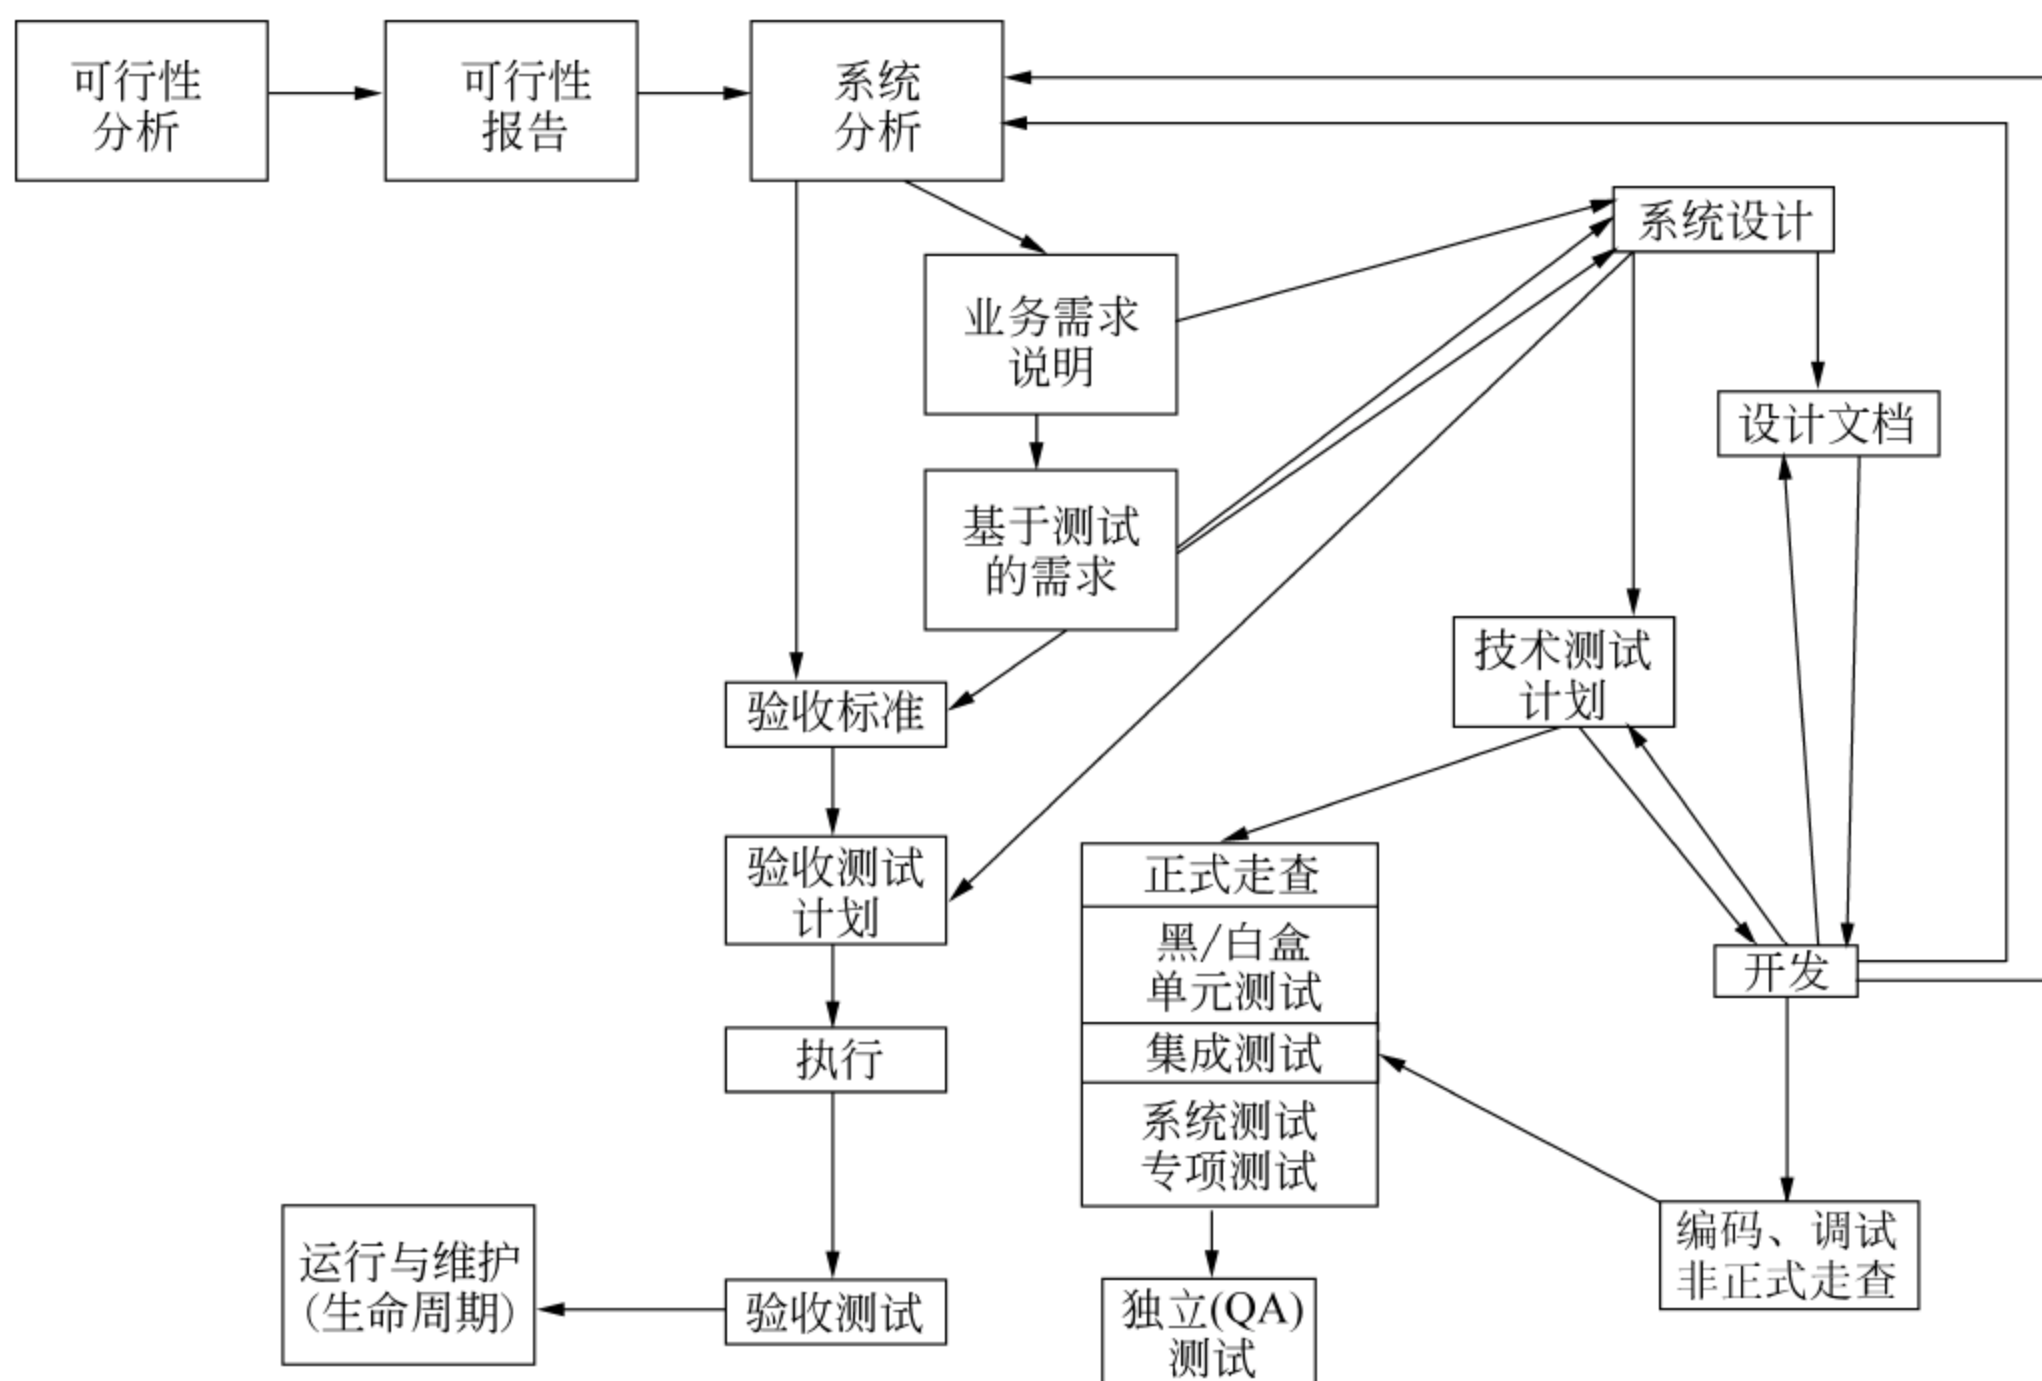 可行性
分析
可行性
报告
系统
分析
系统设计
业务需求
说明
设计文档
基于测试
的需求
技术测试
计划
验收标准
验收测试
计划
正式走查
黑/白盒
单元测试
开发
执行
集成测试
系统测试
专项测试
编码、调试
非正式走查
运行与维护
(生命周期)
验收测试
独立(QA)
测试